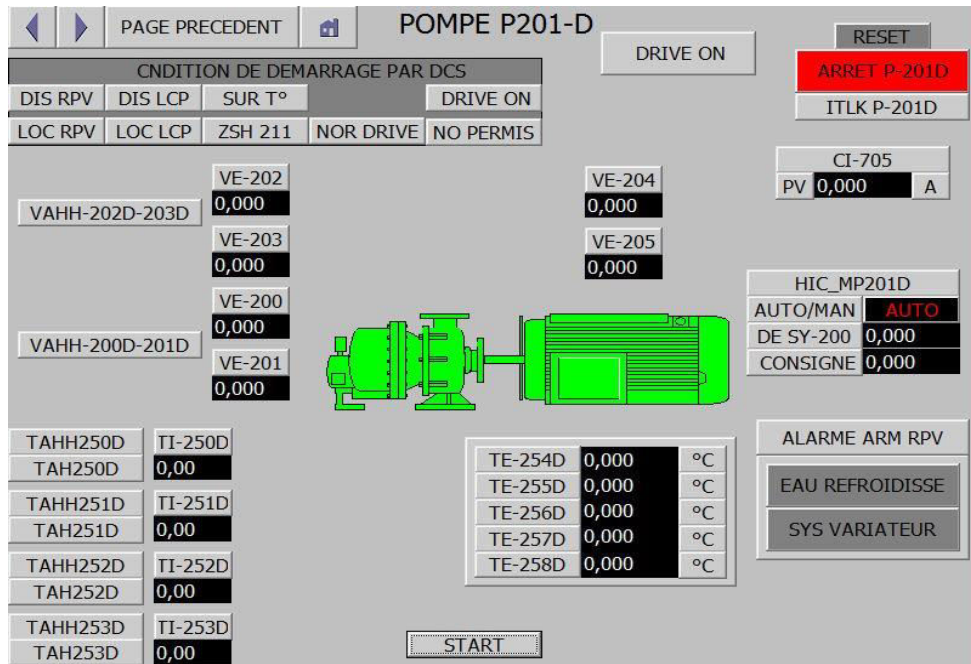 PAGE PRECEDENT
POMPE P201-D
DRIVE ON
RESET
ARRET P-201D
ITLK P-201D
CNDITION DE DEMARRAGE PAR DCS
DIS RPV DIS LCP SUR T° DRIVE ON
LOC RPV LOC LCP ZSH 211 NOR DRIVE NO PERMIS
CI-705
PV 0,000 A
VE-202
0,000
VAHH-202D-203D
VE-203
0,000
VE-204
0,000
VE-205
0,000
VE-200
0,000
VAHH-200D-201D
VE-201
0,000
HIC_MP201D
AUTO/MAN AUTO
DE SY-200 0,000
CONSIGNE 0,000
TAHH250D TI-250D
TAH250D 0,00
TAHH251D TI-251D
TAH251D 0,00
TAHH252D TI-252D
TAH252D 0,00
TAHH253D TI-253D
TAH253D 0,00
TE-254D 0,000 °C
TE-255D 0,000 °C
TE-256D 0,000 °C
TE-257D 0,000 °C
TE-258D 0,000 °C
ALARME ARM RPV
EAU REFROIDISSE
SYS VARIATEUR
START